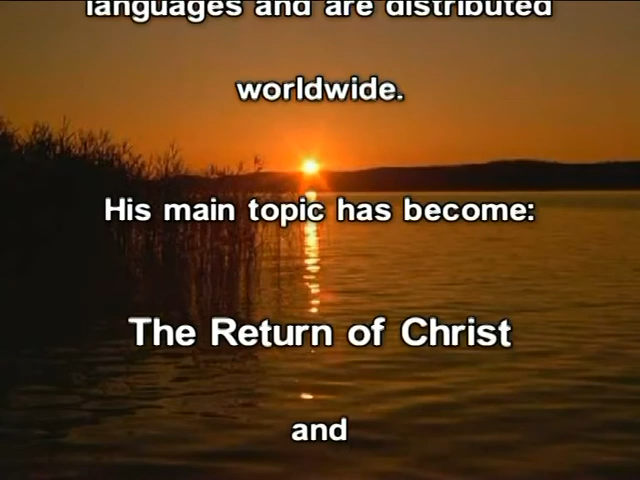 languages and are distributed
worldwide.
His main topic has become:
The Return of Christ
and